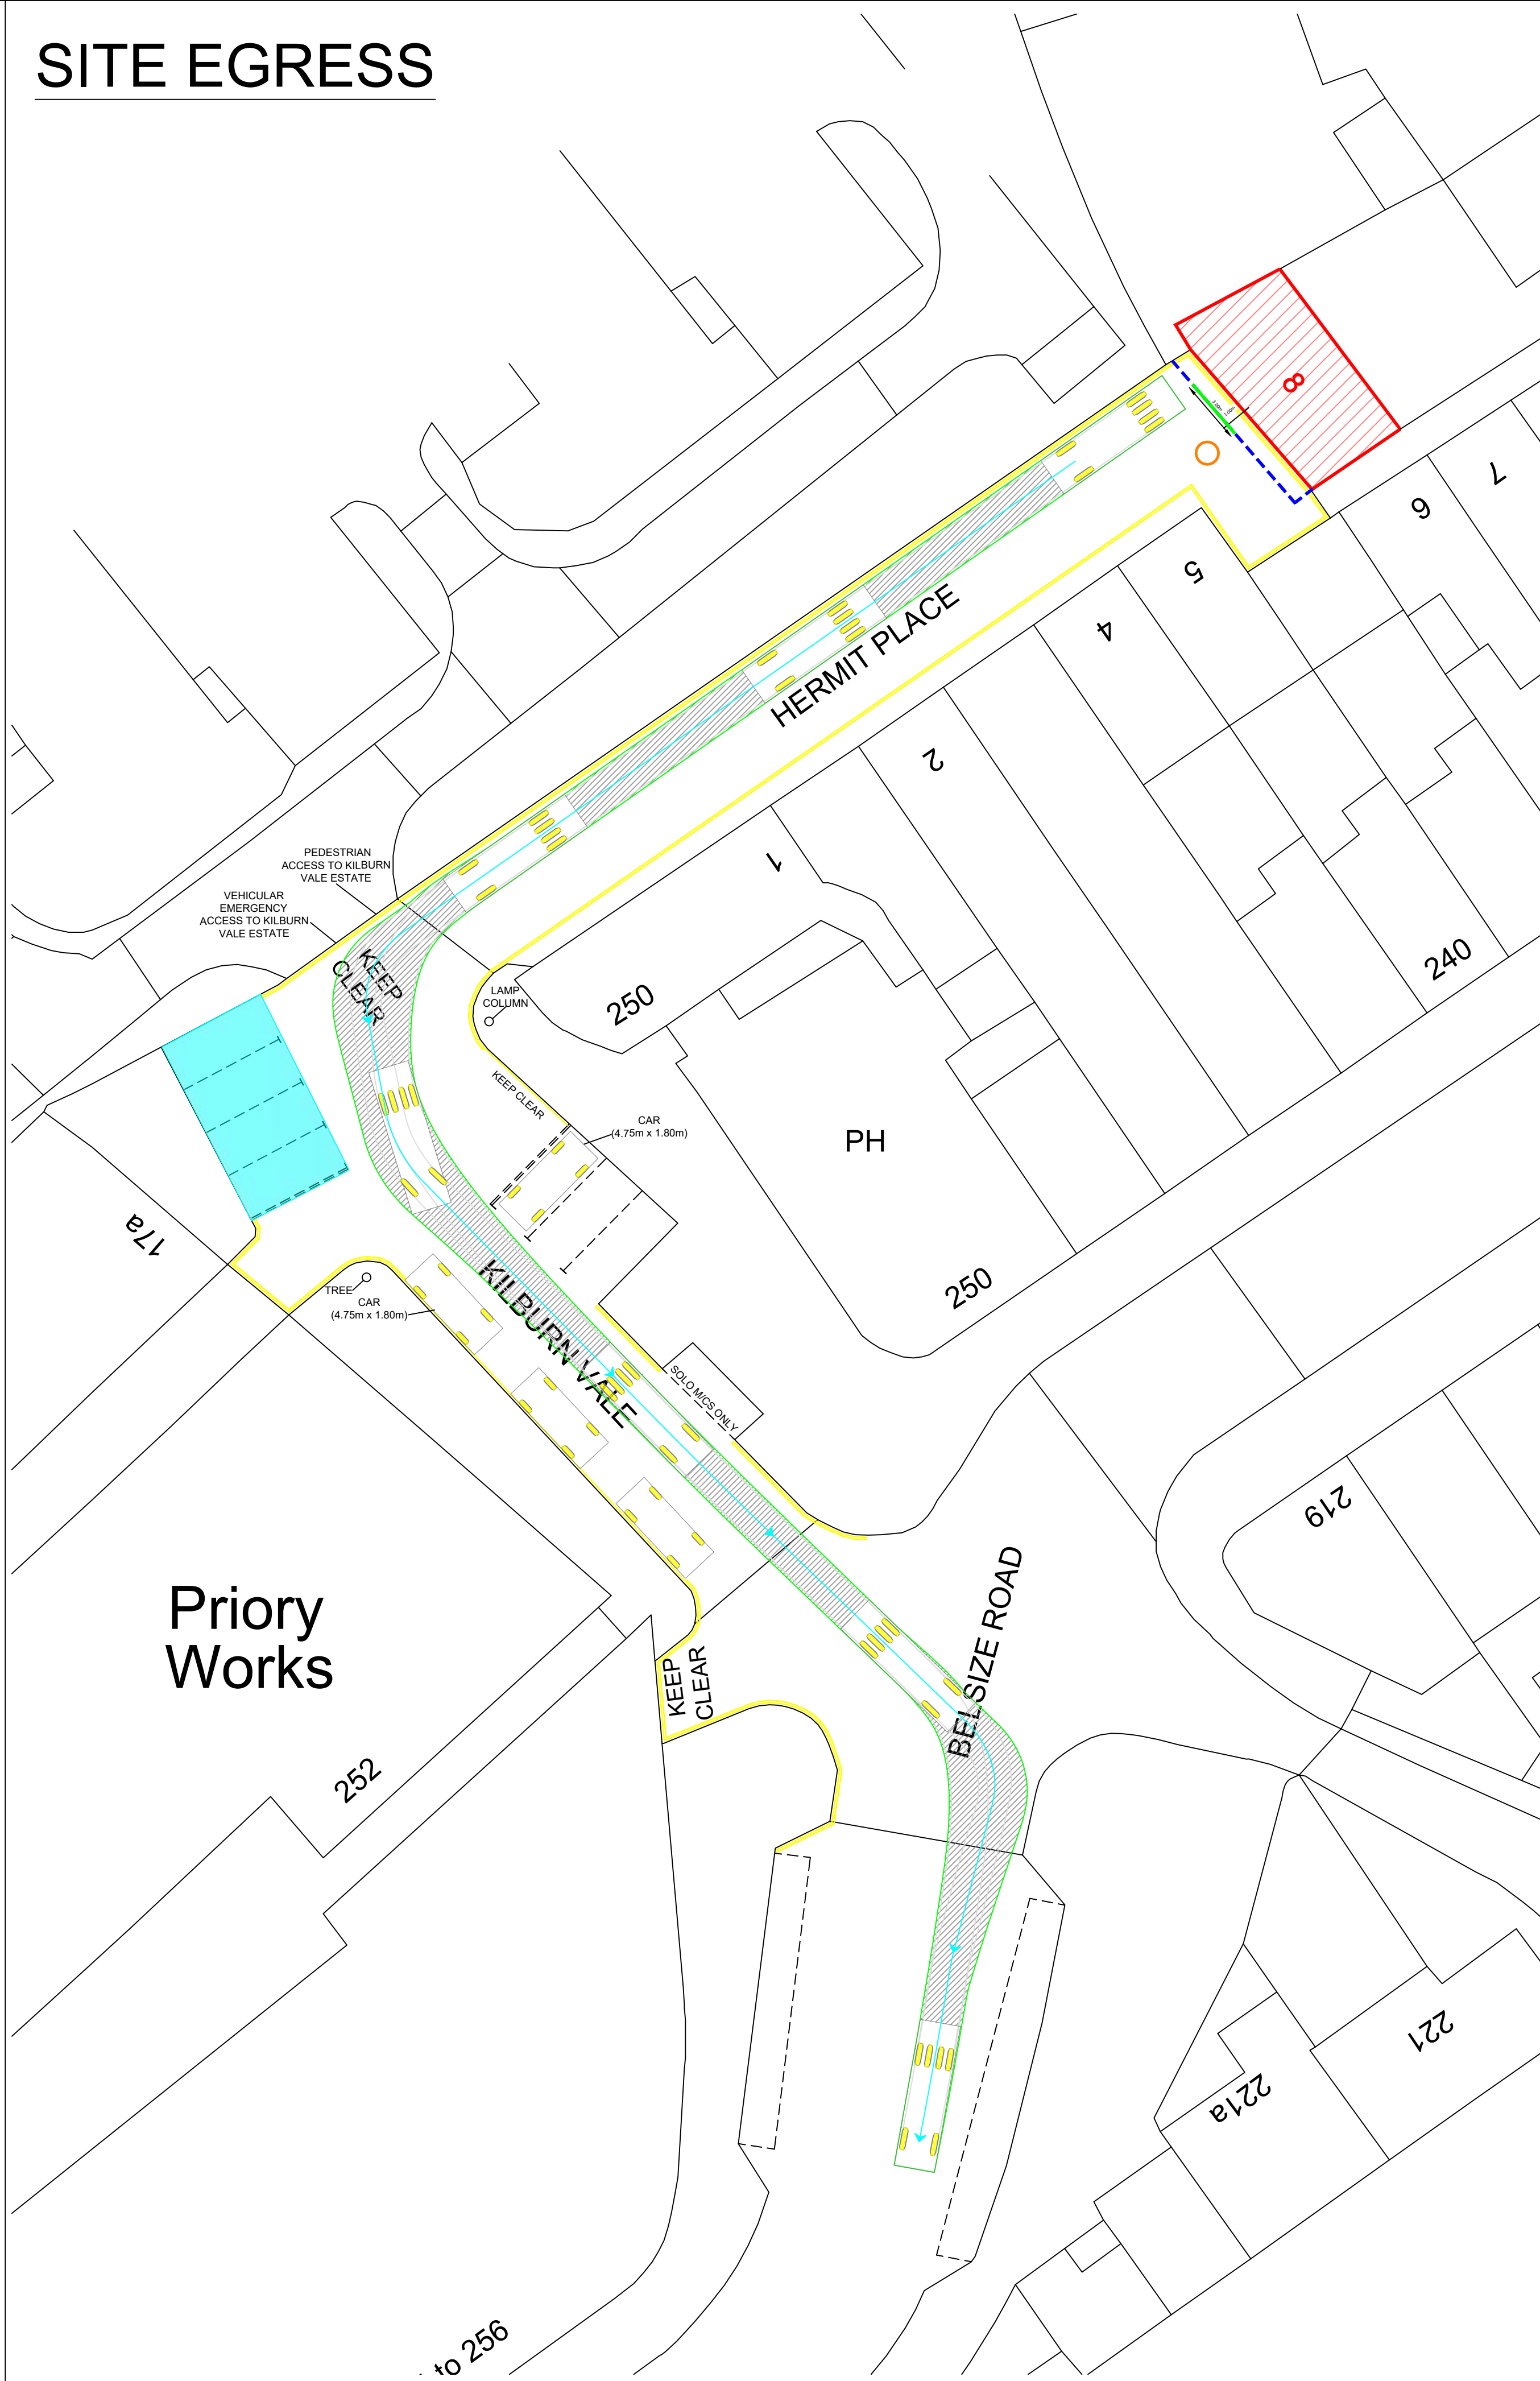 SITE EGRESS
8
7
6
5
4
HERMIT PLACE
2
1
PEDESTRIAN
ACCESS TO KILBURN
VALE ESTATE
VEHICULAR
EMERGENCY
ACCESS TO KILBURN
VALE ESTATE
KEEP
CLEAR
LAMP
COLUMN
250
240
KEEP CLEAR
CAR
(4.75m x 1.80m)
PH
17a
250
TREE
CAR
(4.75m x 1.80m)
KILBURN VALE
SOLO M/CS ONLY
219
Priory
Works
BELSIZE ROAD
KEEP
CLEAR
252
221
221a
to 256